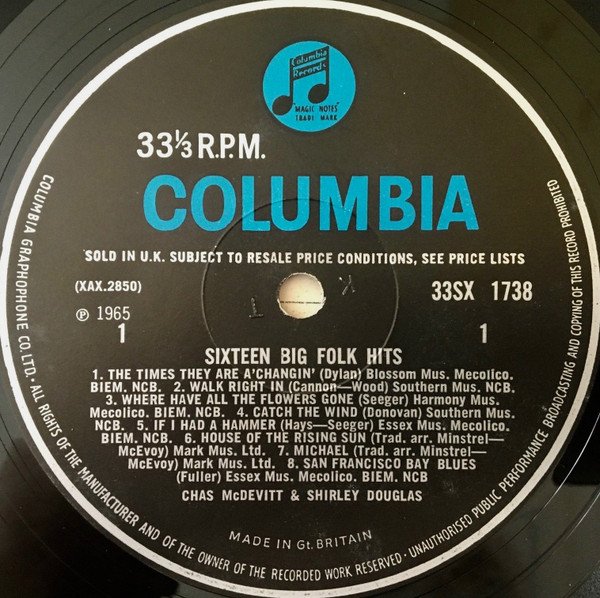 Columbia
Records
MAGIC NOTES
TRADE MARK
33⅓ R.P.M.
COLUMBIA
SOLD IN U.K. SUBJECT TO RESALE PRICE CONDITIONS, SEE PRICE LISTS
(XAX.2850)
33SX 1738
℗ 1965
1
1
T
K
SIXTEEN BIG FOLK HITS
1. THE TIMES THEY ARE A'CHANGIN' (Dylan) Blossom Mus. Mecolico.
BIEM. NCB. 2. WALK RIGHT IN (Cannon—Wood) Southern Mus. NCB.
3. WHERE HAVE ALL THE FLOWERS GONE (Seeger) Harmony Mus.
Mecolico. BIEM. NCB. 4. CATCH THE WIND (Donovan) Southern Mus.
NCB. 5. IF I HAD A HAMMER (Hays—Seeger) Essex Mus. Mecolico.
BIEM. NCB. 6. HOUSE OF THE RISING SUN (Trad. arr. Minstrel—
McEvoy) Mark Mus. Ltd. 7. MICHAEL (Trad. arr. Minstrel—
McEvoy) Mark Mus. Ltd. 8. SAN FRANCISCO BAY BLUES
(Fuller) Essex Mus. Mecolico. BIEM. NCB
CHAS McDEVITT & SHIRLEY DOUGLAS
MADE IN Gt. BRITAIN
COLUMBIA GRAPHOPHONE CO. LTD. · ALL RIGHTS OF THE MANUFACTURER AND OF THE OWNER OF THE RECORDED WORK RESERVED · UNAUTHORISED PUBLIC PERFORMANCE BROADCASTING AND COPYING OF THIS RECORD PROHIBITED